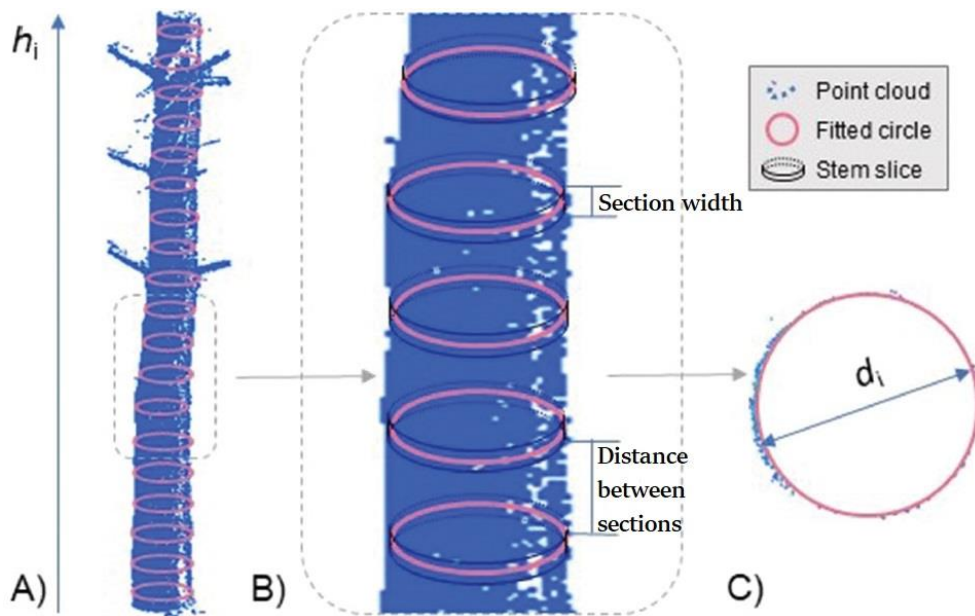 hᵢ
Point cloud
Fitted circle
Stem slice
Section width
dᵢ
Distance
between
sections
A)
B)
C)